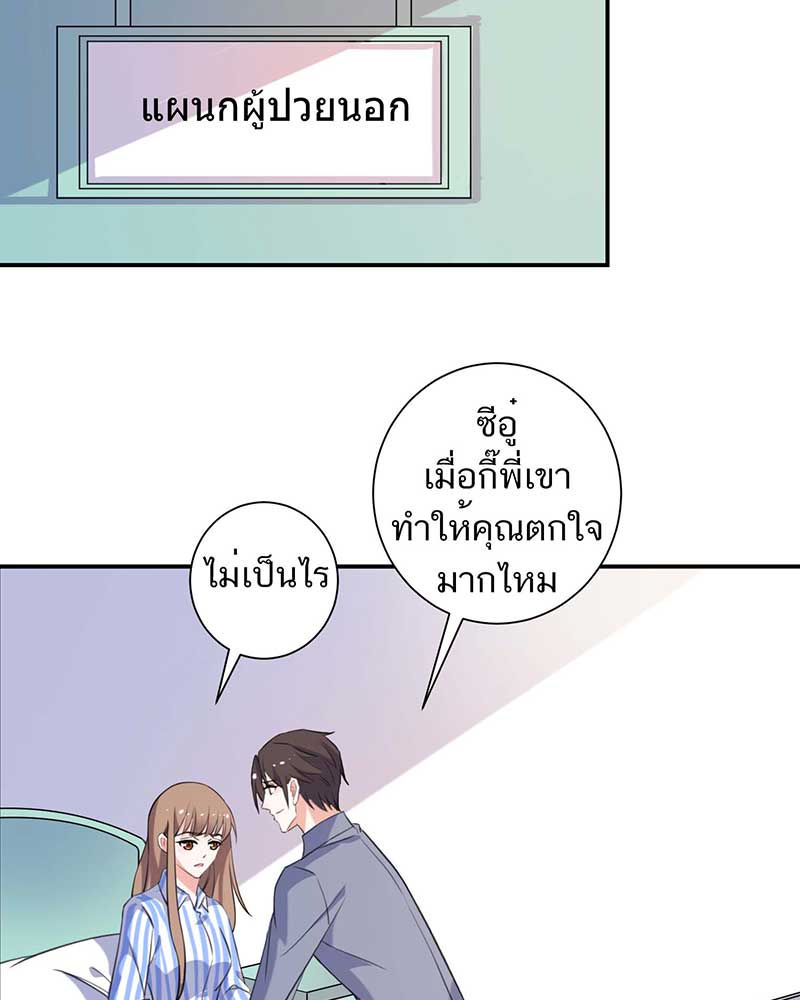 แผนกผู้ป่วยนอก
ซีอู๋
เมื่อกี๊พี่เขา
ทำให้คุณตกใจ
มากไหม
ไม่เป็นไร